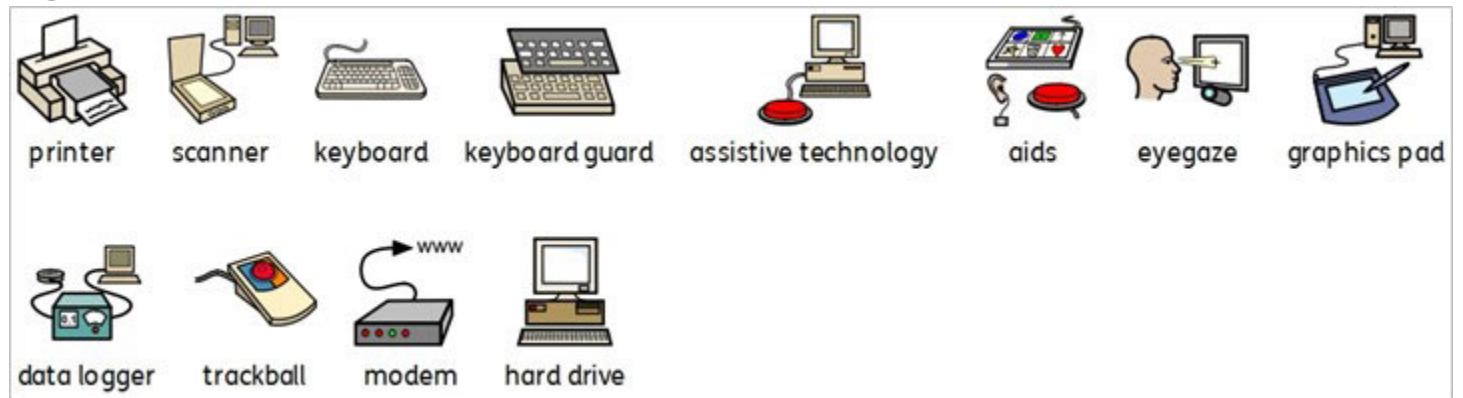 printer scanner keyboard keyboard guard assistive technology aids eyegaze graphics pad
www
data logger trackball modem hard drive